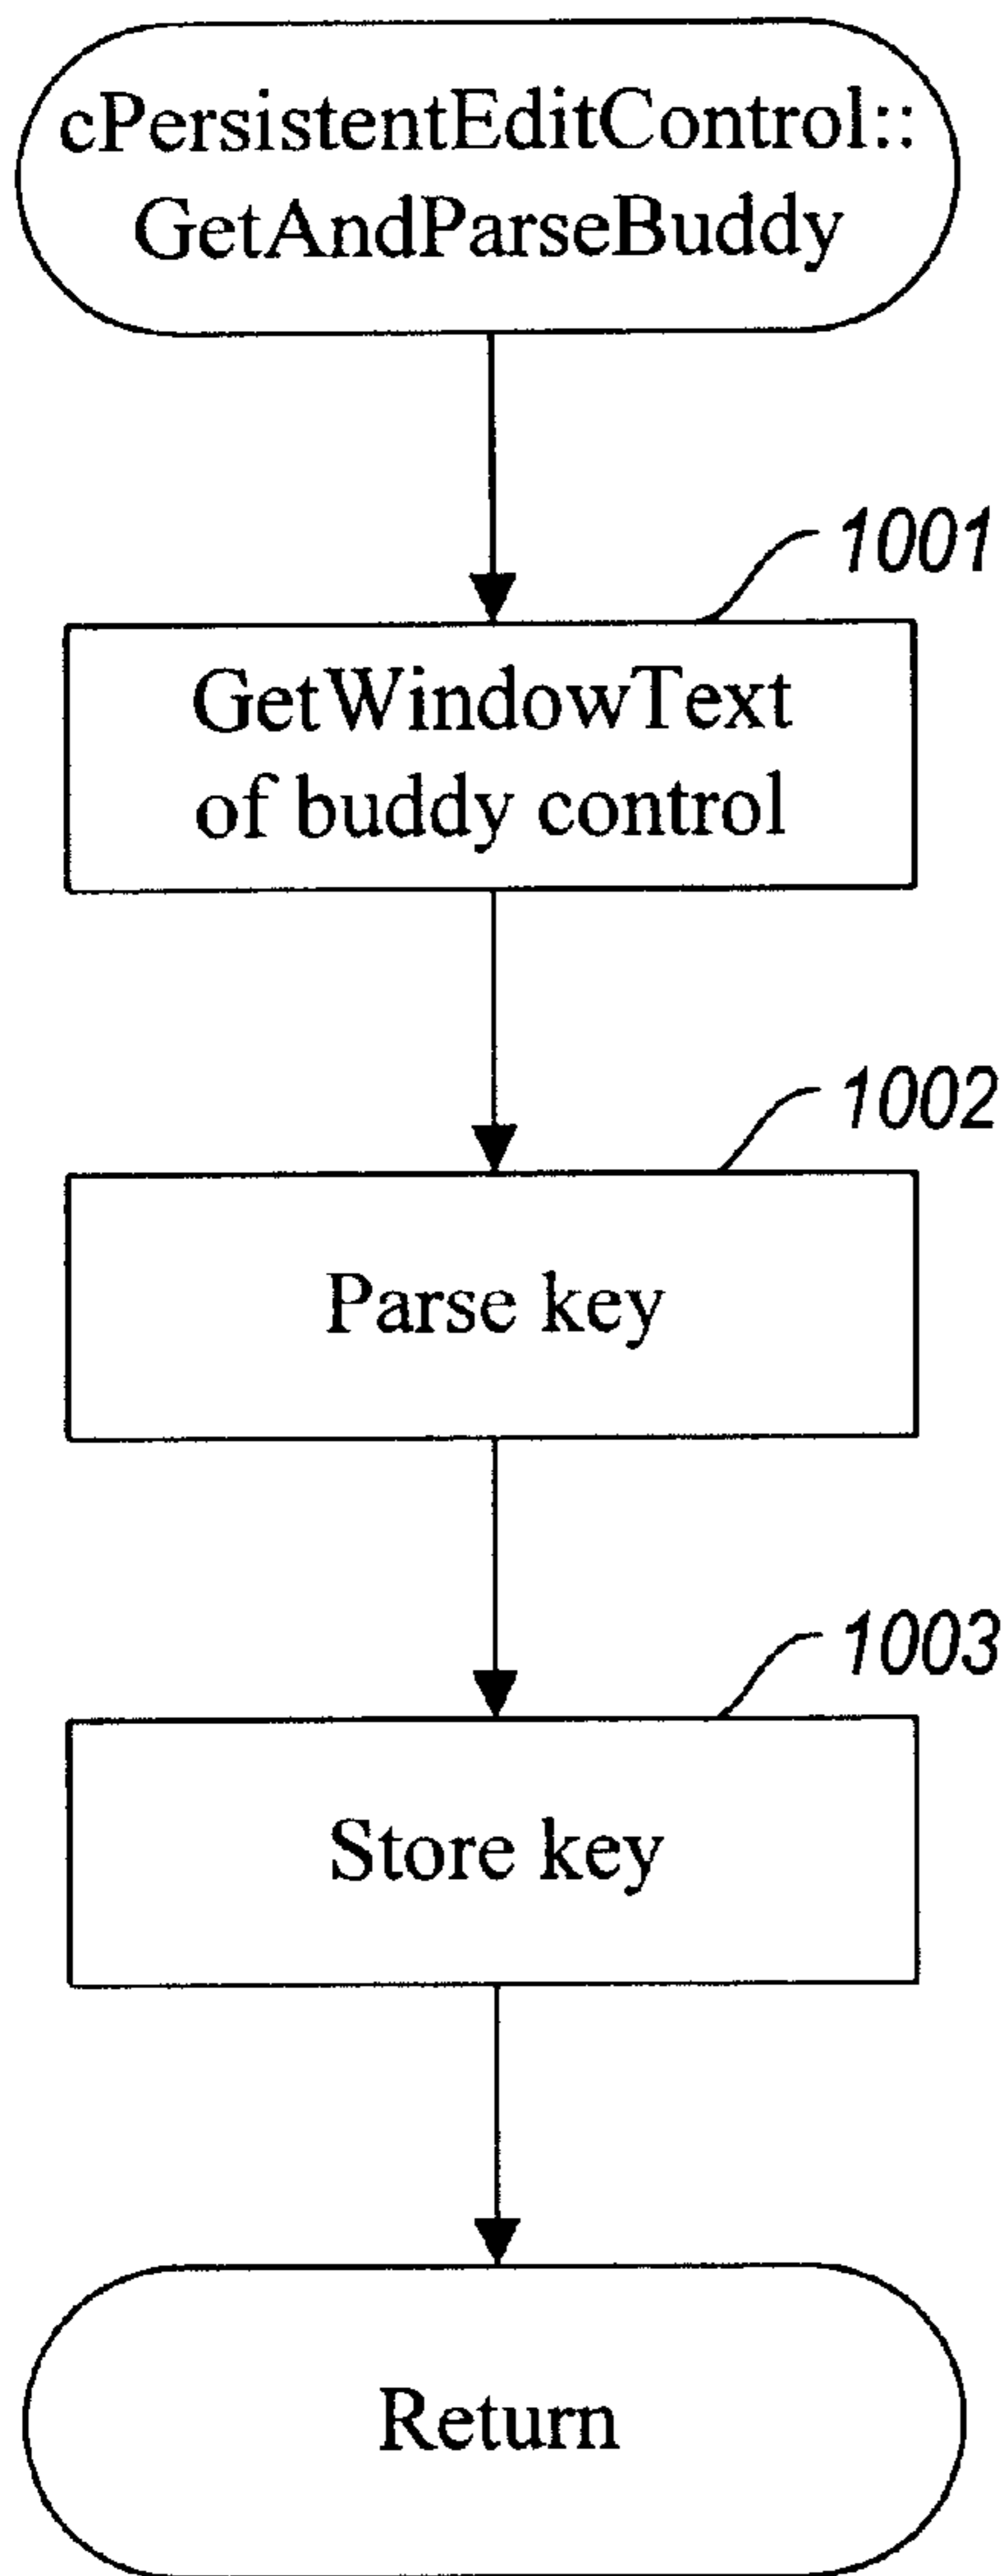 cPersistentEditControl::
GetAndParseBuddy
1001
GetWindowText
of buddy control
1002
Parse key
1003
Store key
Return